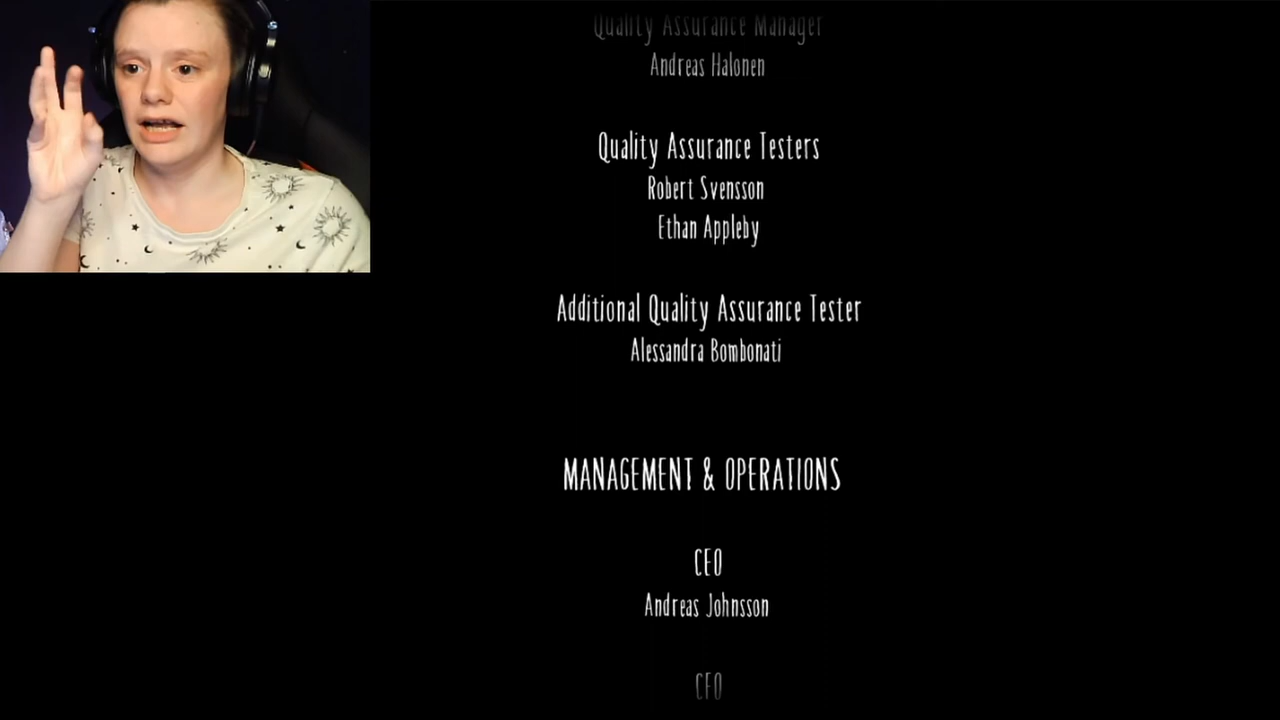 Quality Assurance Manager
Andreas Halonen
Quality Assurance Testers
Robert Svensson
Ethan Appleby
Additional Quality Assurance Tester
Alessandra Bombonati
MANAGEMENT & OPERATIONS
CEO
Andreas Johnsson
CFO